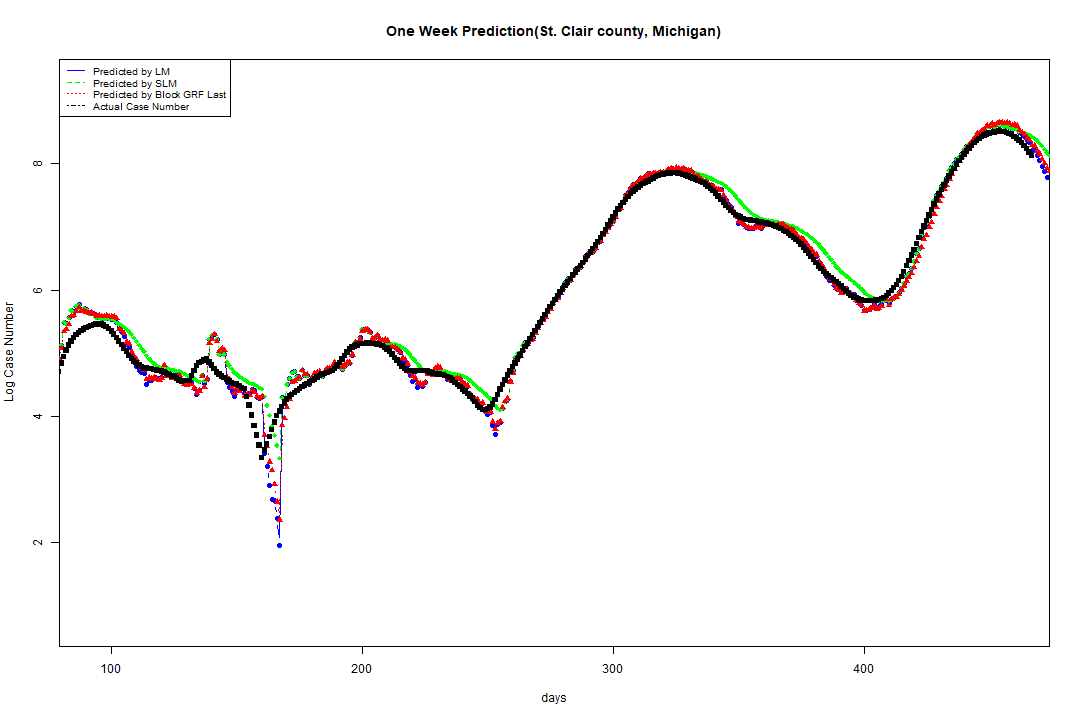 One Week Prediction(St. Clair county, Michigan)
Predicted by LM
Predicted by SLM
Predicted by Block GRF Last
Actual Case Number
8
6
4
2
Log Case Number
100 200 300 400
days